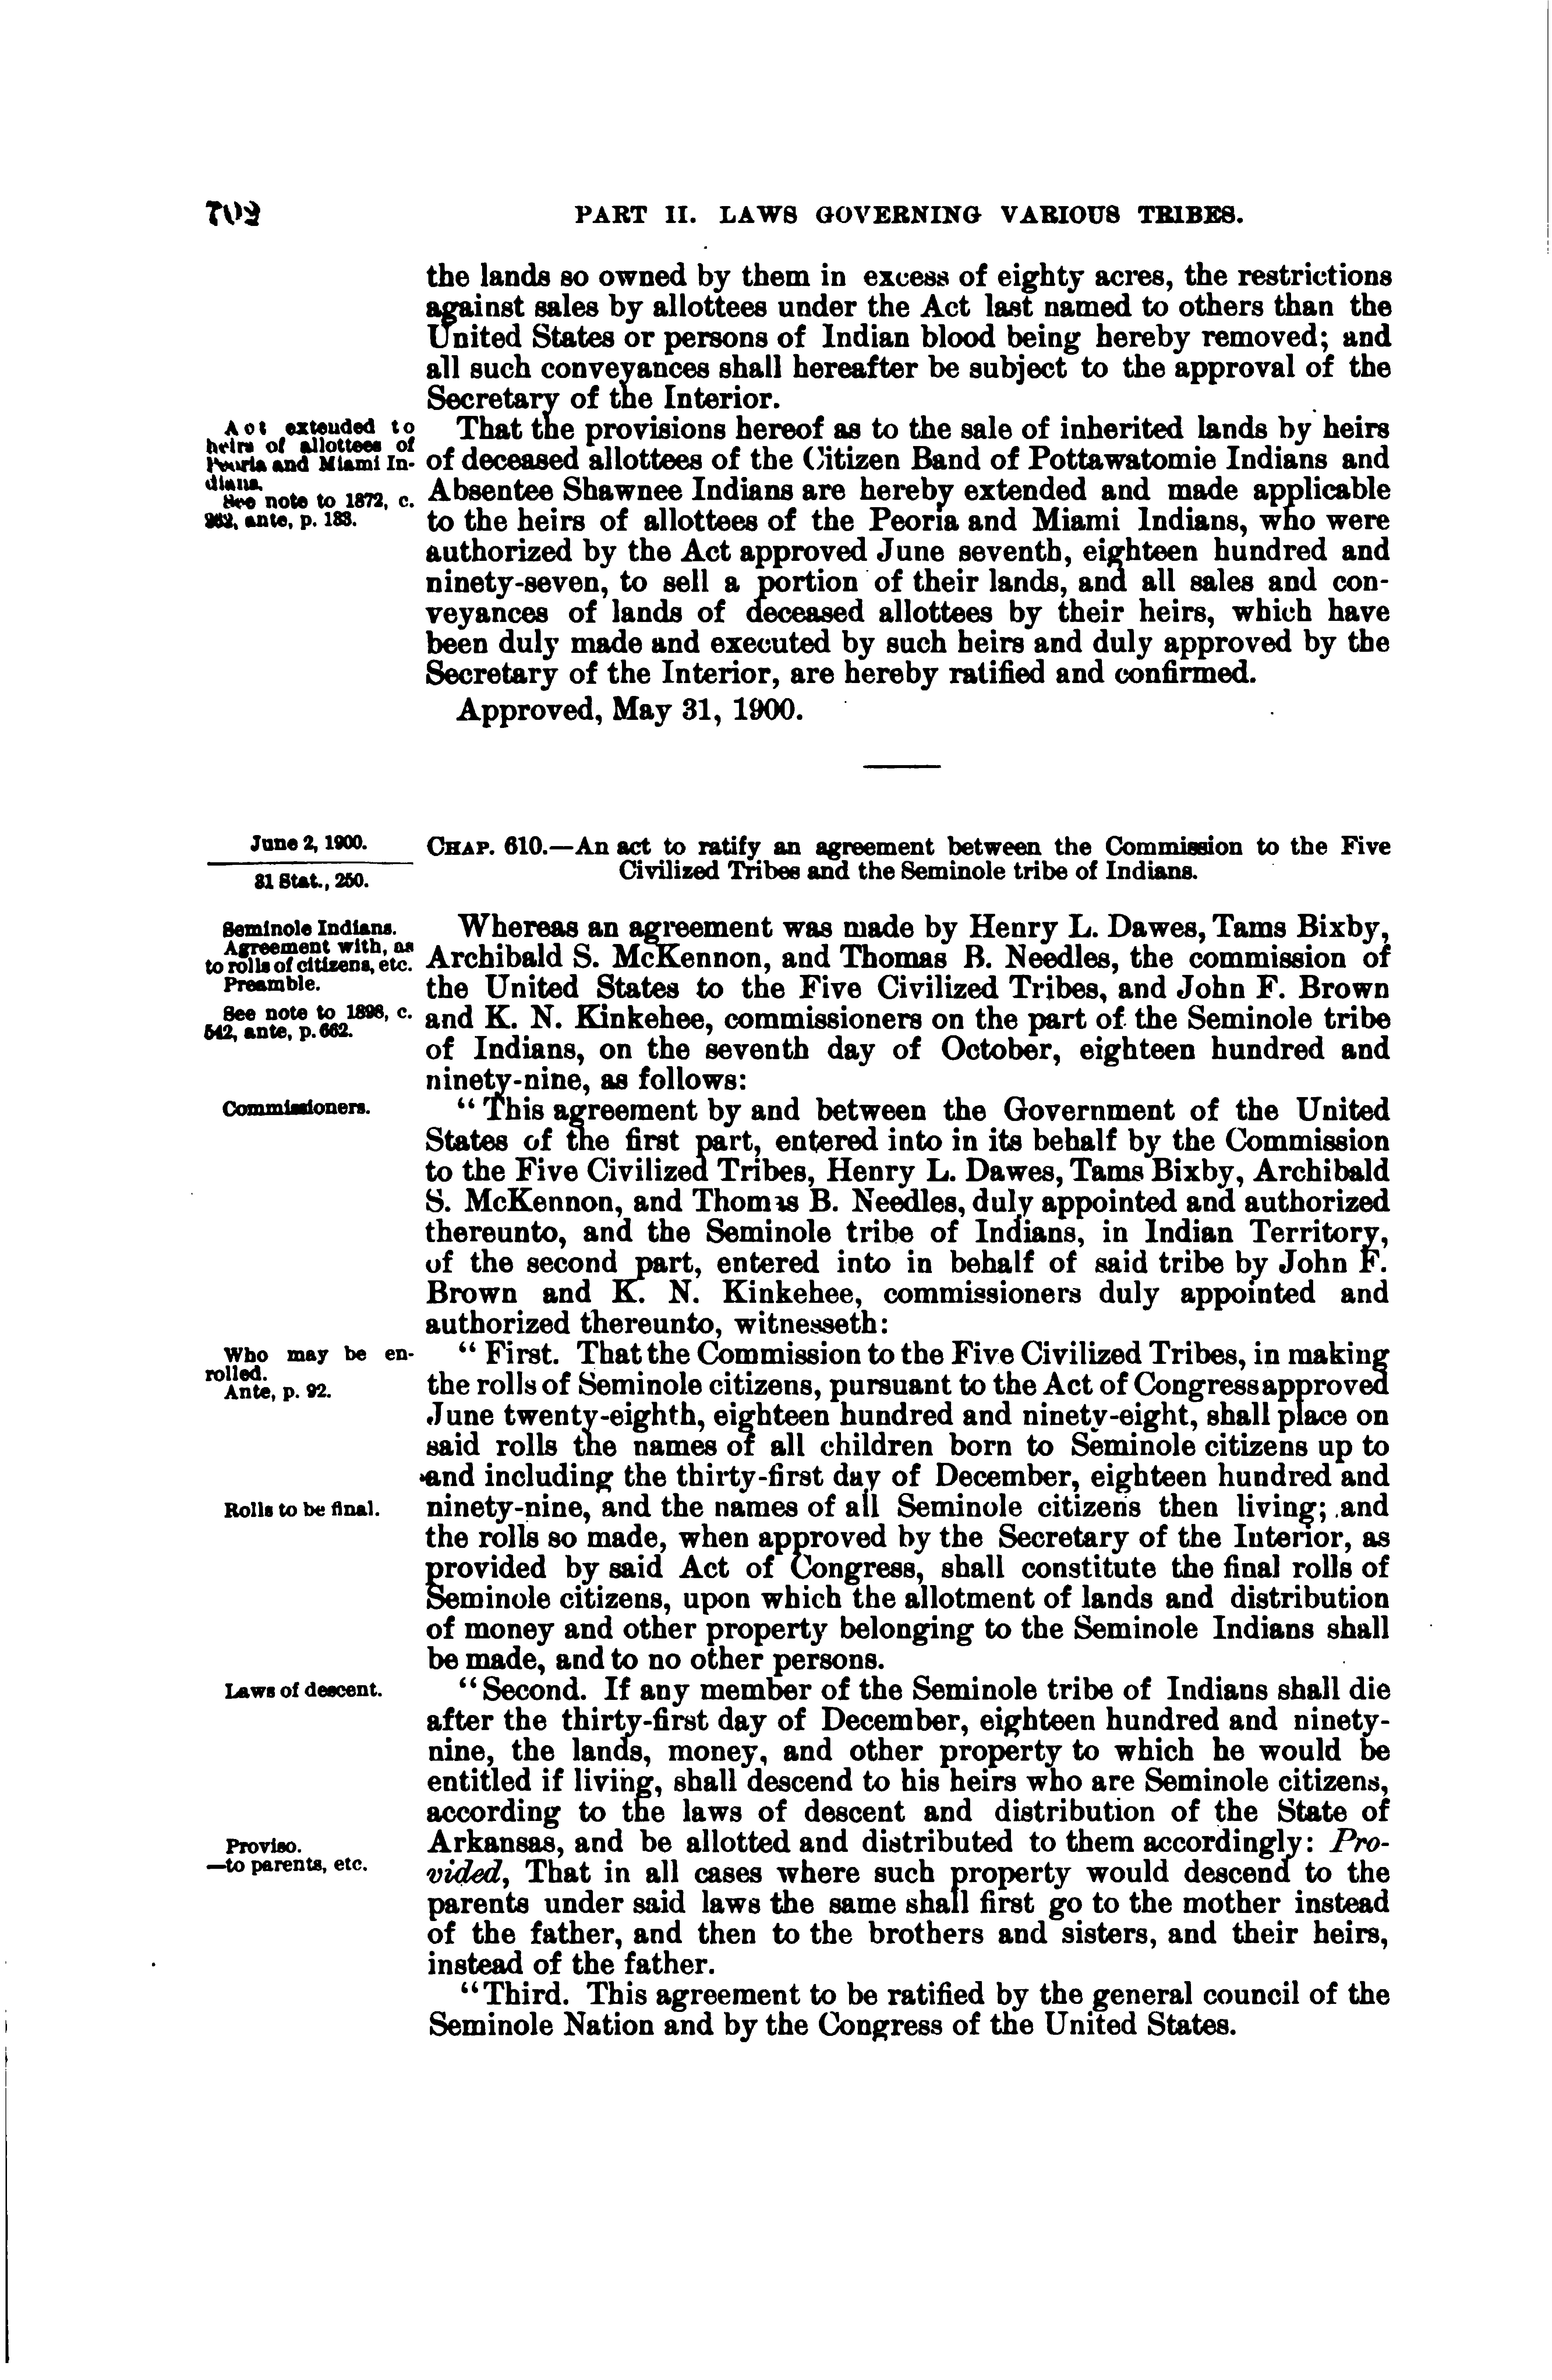 702
PART II. LAWS GOVERNING VARIOUS TRIBES.
the lands so owned by them in excess of eighty acres, the restrictions
against sales by allottees under the Act last named to others than the
United States or persons of Indian blood being hereby removed; and
all such conveyances shall hereafter be subject to the approval of the
Secretary of the Interior.
Act extended to
heirs of allottees of
Peoria and Miami In-
dians.
See note to 1872, c.
262, ante, p. 133.
That the provisions hereof as to the sale of inherited lands by heirs
of deceased allottees of the Citizen Band of Pottawatomie Indians and
Absentee Shawnee Indians are hereby extended and made applicable
to the heirs of allottees of the Peoria and Miami Indians, who were
authorized by the Act approved June seventh, eighteen hundred and
ninety-seven, to sell a portion of their lands, and all sales and con-
veyances of lands of deceased allottees by their heirs, which have
been duly made and executed by such heirs and duly approved by the
Secretary of the Interior, are hereby ratified and confirmed.
Approved, May 31, 1900.
June 2, 1900.
31 Stat., 250.
CHAP. 610.—An act to ratify an agreement between the Commission to the Five
Civilized Tribes and the Seminole tribe of Indians.
Seminole Indians.
Agreement with, as
to rolls of citizens, etc.
Preamble.
See note to 1898, c.
542, ante, p. 662.
Whereas an agreement was made by Henry L. Dawes, Tams Bixby,
Archibald S. McKennon, and Thomas B. Needles, the commission of
the United States to the Five Civilized Tribes, and John F. Brown
and K. N. Kinkehee, commissioners on the part of the Seminole tribe
of Indians, on the seventh day of October, eighteen hundred and
ninety-nine, as follows:
Commissioners.
“This agreement by and between the Government of the United
States of the first part, entered into in its behalf by the Commission
to the Five Civilized Tribes, Henry L. Dawes, Tams Bixby, Archibald
S. McKennon, and Thomas B. Needles, duly appointed and authorized
thereunto, and the Seminole tribe of Indians, in Indian Territory,
of the second part, entered into in behalf of said tribe by John F.
Brown and K. N. Kinkehee, commissioners duly appointed and
authorized thereunto, witnesseth:
Who may be en-
rolled.
Ante, p. 92.
“First. That the Commission to the Five Civilized Tribes, in making
the rolls of Seminole citizens, pursuant to the Act of Congress approved
June twenty-eighth, eighteen hundred and ninety-eight, shall place on
said rolls the names of all children born to Seminole citizens up to
and including the thirty-first day of December, eighteen hundred and
Rolls to be final.
ninety-nine, and the names of all Seminole citizens then living; and
the rolls so made, when approved by the Secretary of the Interior, as
provided by said Act of Congress, shall constitute the final rolls of
Seminole citizens, upon which the allotment of lands and distribution
of money and other property belonging to the Seminole Indians shall
be made, and to no other persons.
Laws of descent.
“Second. If any member of the Seminole tribe of Indians shall die
after the thirty-first day of December, eighteen hundred and ninety-
nine, the lands, money, and other property to which he would be
entitled if living, shall descend to his heirs who are Seminole citizens,
according to the laws of descent and distribution of the State of
Proviso.
—to parents, etc.
Arkansas, and be allotted and distributed to them accordingly: Pro-
vided, That in all cases where such property would descend to the
parents under said laws the same shall first go to the mother instead
of the father, and then to the brothers and sisters, and their heirs,
instead of the father.
“Third. This agreement to be ratified by the general council of the
Seminole Nation and by the Congress of the United States.